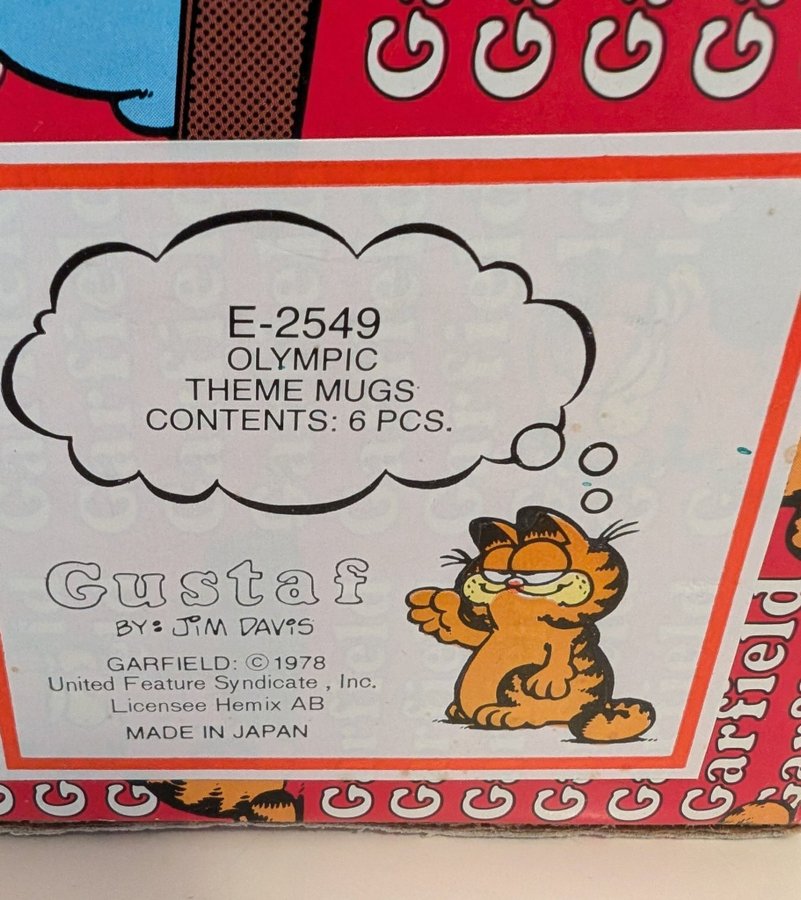 G G G G
E-2549
OLYMPIC
THEME MUGS
CONTENTS: 6 PCS.
Gustaf
BY: JIM DAVIS
GARFIELD: © 1978
United Feature Syndicate , Inc.
Licensee Hemix AB
MADE IN JAPAN
Garfield
G G G G G G G